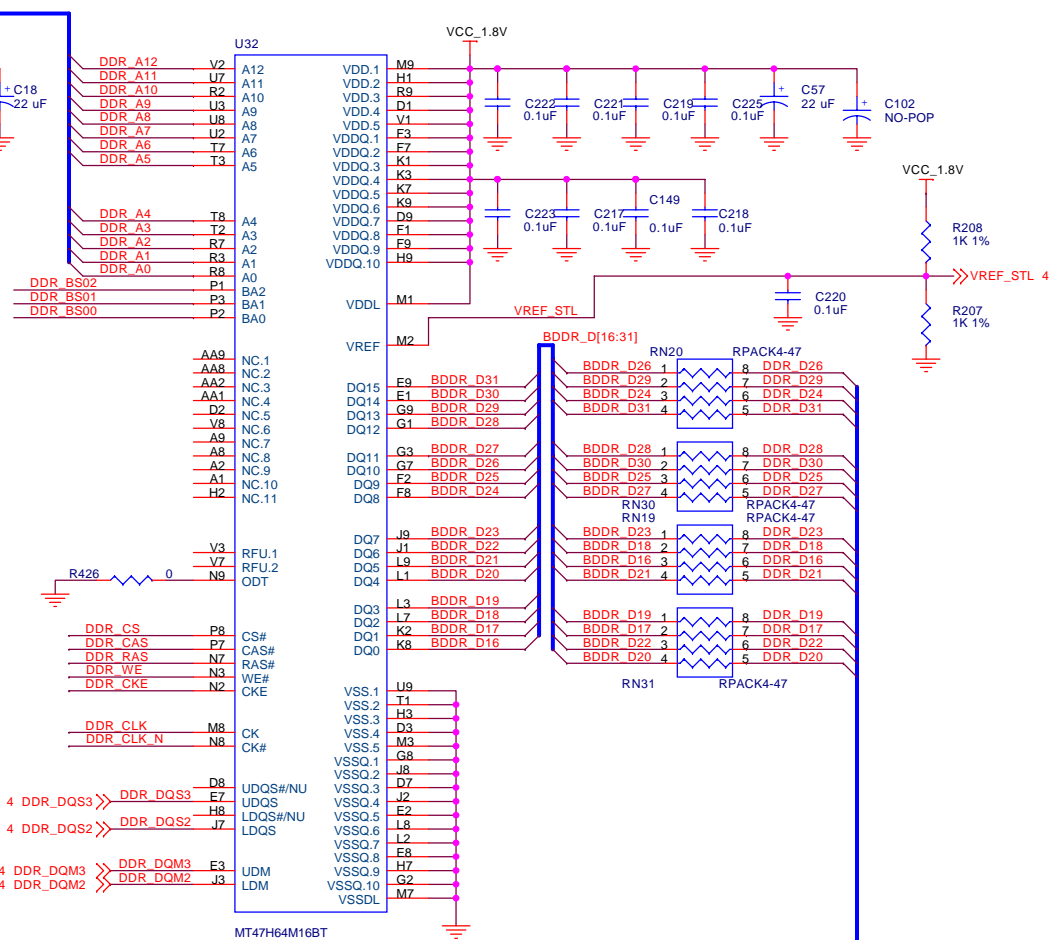 VCC_1.8V
U32
C18
22 uF
DDR_A12 V2 A12
DDR_A11 U7 A11
DDR_A10 R2 A10
DDR_A9 U3 A9
DDR_A8 U8 A8
DDR_A7 U2 A7
DDR_A6 T7 A6
DDR_A5 T3 A5
DDR_A4 T8 A4
DDR_A3 T2 A3
DDR_A2 R7 A2
DDR_A1 R3 A1
DDR_A0 R8 A0
DDR_BS02 P1 BA2
DDR_BS01 P3 BA1
DDR_BS00 P2 BA0
AA9 NC.1
AA8 NC.2
AA2 NC.3
AA1 NC.4
D2 NC.5
V8 NC.6
A9 NC.7
A8 NC.8
A2 NC.9
A1 NC.10
H2 NC.11
V3 RFU.1
V7 RFU.2
R426 0 N9 ODT
DDR_CS P8 CS#
DDR_CAS P7 CAS#
DDR_RAS N7 RAS#
DDR_WE N3 WE#
DDR_CKE N2 CKE
DDR_CLK M8 CK
DDR_CLK_N N8 CK#
D8 UDQS#/NU
4 DDR_DQS3 DDR_DQS3 E7 UDQS
H8 LDQS#/NU
4 DDR_DQS2 DDR_DQS2 J7 LDQS
4 DDR_DQM3 DDR_DQM3 E3 UDM
4 DDR_DQM2 DDR_DQM2 J3 LDM
MT47H64M16BT
VDD.1 M9
VDD.2 H1
VDD.3 R9
VDD.4 D1
VDD.5 V1
VDDQ.1 F3
VDDQ.2 F7
VDDQ.3 K1
VDDQ.4 K3
VDDQ.5 K7
VDDQ.6 K9
VDDQ.7 D9
VDDQ.8 F1
VDDQ.9 F9
VDDQ.10 H9
VDDL M1
VREF M2
VREF_STL
DQ15 E9 BDDR_D31
DQ14 E1 BDDR_D30
DQ13 G9 BDDR_D29
DQ12 G1 BDDR_D28
DQ11 G3 BDDR_D27
DQ10 G7 BDDR_D26
DQ9 F2 BDDR_D25
DQ8 F8 BDDR_D24
DQ7 J9 BDDR_D23
DQ6 J1 BDDR_D22
DQ5 L9 BDDR_D21
DQ4 L1 BDDR_D20
DQ3 L3 BDDR_D19
DQ2 L7 BDDR_D18
DQ1 K2 BDDR_D17
DQ0 K8 BDDR_D16
VSS.1 U9
VSS.2 T1
VSS.3 H3
VSS.4 D3
VSS.5 M3
VSSQ.1 G8
VSSQ.2 J8
VSSQ.3 D7
VSSQ.4 J2
VSSQ.5 E2
VSSQ.6 L8
VSSQ.7 L2
VSSQ.8 E8
VSSQ.9 H7
VSSQ.10 G2
VSSDL M7
C222
0.1uF
C221
0.1uF
C219
0.1uF
C225
0.1uF
C57
22 uF
C102
NO-POP
C223
0.1uF
C217
0.1uF
C149
0.1uF
C218
0.1uF
VCC_1.8V
R208
1K 1%
VREF_STL 4
C220
0.1uF
R207
1K 1%
BDDR_D[16:31]
RN20 RPACK4-47
BDDR_D26 1 8 DDR_D26
BDDR_D29 2 7 DDR_D29
BDDR_D24 3 6 DDR_D24
BDDR_D31 4 5 DDR_D31
BDDR_D28 1 8 DDR_D28
BDDR_D30 2 7 DDR_D30
BDDR_D25 3 6 DDR_D25
BDDR_D27 4 5 DDR_D27
RN30 RPACK4-47
RN19 RPACK4-47
BDDR_D23 1 8 DDR_D23
BDDR_D18 2 7 DDR_D18
BDDR_D16 3 6 DDR_D16
BDDR_D21 4 5 DDR_D21
BDDR_D19 1 8 DDR_D19
BDDR_D17 2 7 DDR_D17
BDDR_D22 3 6 DDR_D22
BDDR_D20 4 5 DDR_D20
RN31 RPACK4-47